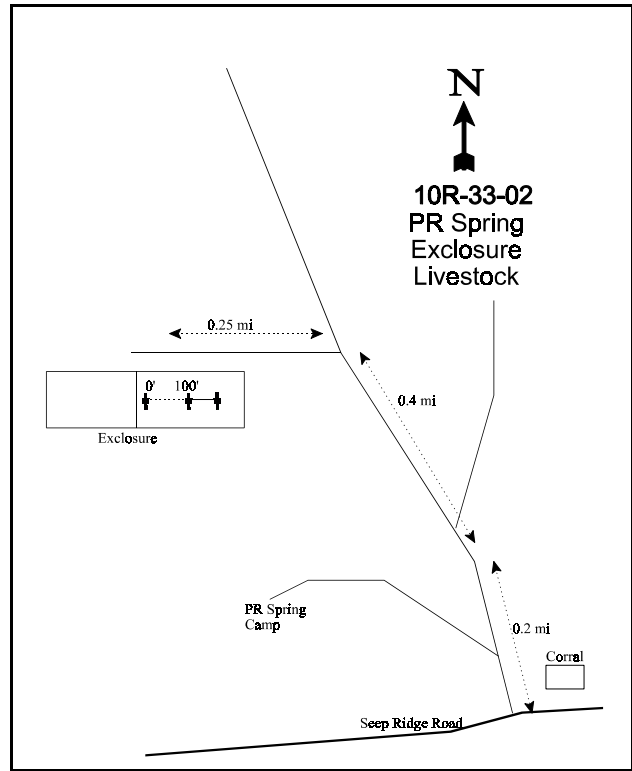 N
10R-33-02
PR Spring
Exclosure
Livestock
0.25 mi
0' 100'
Exclosure
0.4 mi
PR Spring
Camp
0.2 mi
Corral
Seep Ridge Road